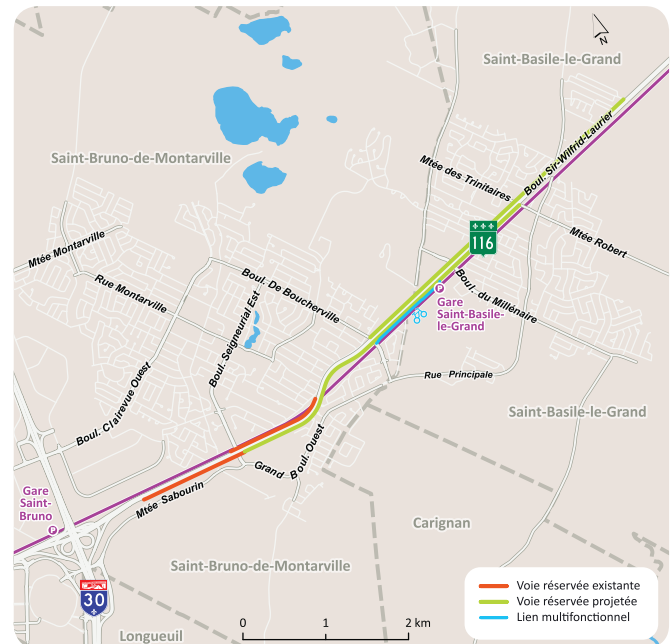 N
Saint-Basile-le-Grand
Saint-Bruno-de-Montarville
Boul. Sir-Wilfrid-Laurier
Mtée des Trinitaires
Mtée Montarville
116
Mtée Robert
Rue Montarville
Boul. De Boucherville
Boul. du Millénaire
P
Gare
Saint-Basile-
le-Grand
Boul. Seigneurial Est
Rue Principale
Boul. Clairevue Ouest
Saint-Basile-le-Grand
Boul. Ouest
Grand
Gare
Saint-
Bruno
P
Mtée Sabourin
Carignan
Saint-Bruno-de-Montarville
30
Longueuil
0 1 2 km
Voie réservée existante
Voie réservée projetée
Lien multifonctionnel